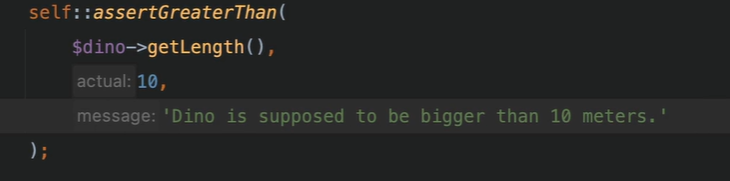 self::assertGreaterThan(
$dino->getLength(),
actual: 10,
message: 'Dino is supposed to be bigger than 10 meters.'
);